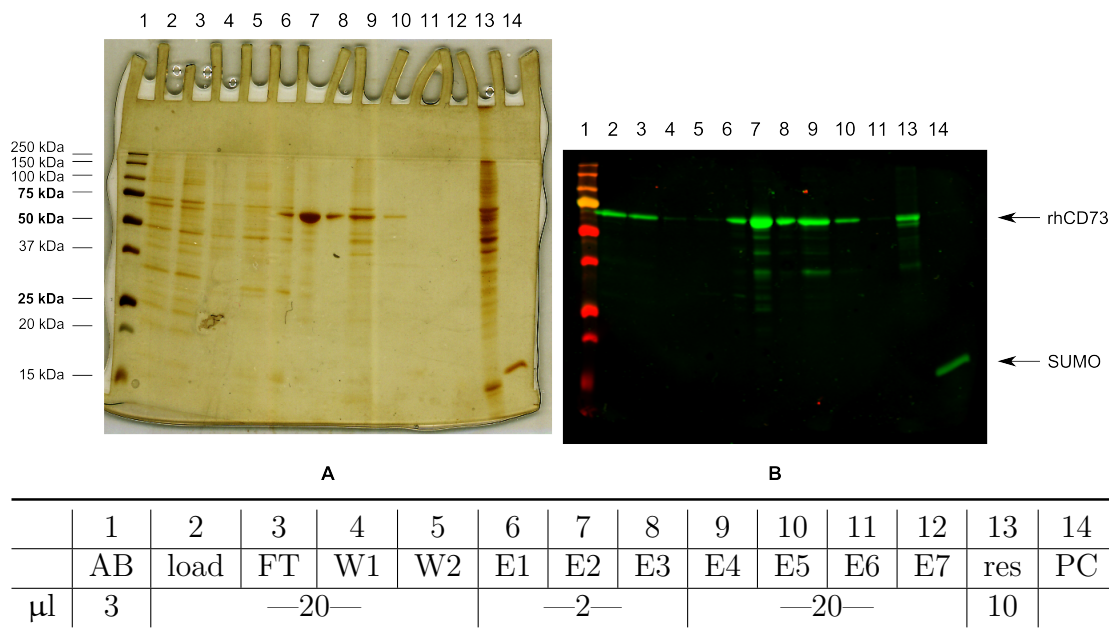 1 2 3 4 5 6 7 8 9 10 11 12 13 14
250 kDa
150 kDa
100 kDa
75 kDa
50 kDa
37 kDa
25 kDa
20 kDa
15 kDa
1 2 3 4 5 6 7 8 9 10 11 13 14
rhCD73
SUMO
A
B
1 2 3 4 5 6 7 8 9 10 11 12 13 14
AB load FT W1 W2 E1 E2 E3 E4 E5 E6 E7 res PC
µl 3 —20— —2— —20— 10